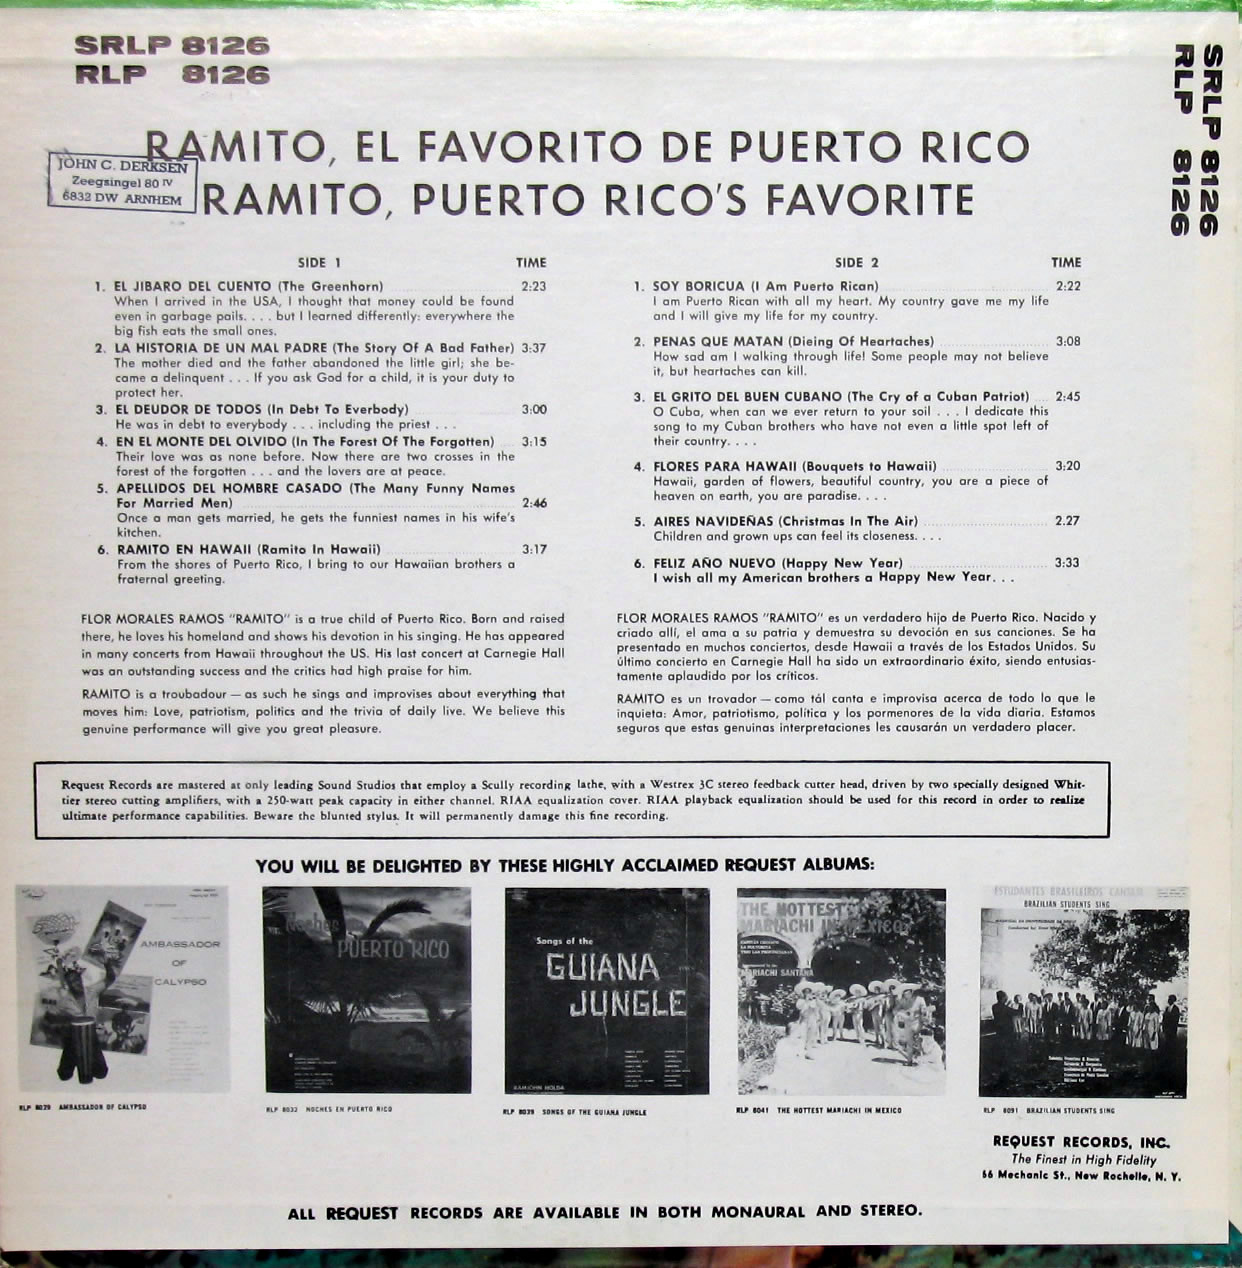 SRLP 8126
RLP 8126
SRLP 8126
RLP 8126
RAMITO, EL FAVORITO DE PUERTO RICO
RAMITO, PUERTO RICO'S FAVORITE
JOHN C. DERKSEN
Zeegsingel 80 IV
6832 DW ARNHEM
SIDE 1 TIME
1. EL JIBARO DEL CUENTO (The Greenhorn) 2:23
When I arrived in the USA, I thought that money could be found
even in garbage pails. . . . but I learned differently: everywhere the
big fish eats the small ones.
2. LA HISTORIA DE UN MAL PADRE (The Story Of A Bad Father) 3:37
The mother died and the father abandoned the little girl; she be-
came a delinquent . . . If you ask God for a child, it is your duty to
protect her.
3. EL DEUDOR DE TODOS (In Debt To Everbody) 3:00
He was in debt to everybody . . . including the priest . . .
4. EN EL MONTE DEL OLVIDO (In The Forest Of The Forgotten) 3:15
Their love was as none before. Now there are two crosses in the
forest of the forgotten . . . and the lovers are at peace.
5. APELLIDOS DEL HOMBRE CASADO (The Many Funny Names
For Married Men) 2:46
Once a man gets married, he gets the funniest names in his wife's
kitchen.
6. RAMITO EN HAWAII (Ramito In Hawaii) 3:17
From the shores of Puerto Rico, I bring to our Hawaiian brothers a
fraternal greeting.
SIDE 2 TIME
1. SOY BORICUA (I Am Puerto Rican) 2:22
I am Puerto Rican with all my heart. My country gave me my life
and I will give my life for my country.
2. PENAS QUE MATAN (Dieing Of Heartaches) 3:08
How sad am I walking through life! Some people may not believe
it, but heartaches can kill.
3. EL GRITO DEL BUEN CUBANO (The Cry of a Cuban Patriot) 2:45
O Cuba, when can we ever return to your soil . . . I dedicate this
song to my Cuban brothers who have not even a little spot left of
their country. . . .
4. FLORES PARA HAWAII (Bouquets to Hawaii) 3:20
Hawaii, garden of flowers, beautiful country, you are a piece of
heaven on earth, you are paradise. . . .
5. AIRES NAVIDEÑAS (Christmas In The Air) 2.27
Children and grown ups can feel its closeness. . . .
6. FELIZ AÑO NUEVO (Happy New Year) 3:33
I wish all my American brothers a Happy New Year. . .
FLOR MORALES RAMOS "RAMITO" is a true child of Puerto Rico. Born and raised
there, he loves his homeland and shows his devotion in his singing. He has appeared
in many concerts from Hawaii throughout the US. His last concert at Carnegie Hall
was an outstanding success and the critics had high praise for him.
RAMITO is a troubadour — as such he sings and improvises about everything that
moves him: Love, patriotism, politics and the trivia of daily live. We believe this
genuine performance will give you great pleasure.
FLOR MORALES RAMOS "RAMITO" es un verdadero hijo de Puerto Rico. Nacido y
criado allí, el ama a su patria y demuestra su devoción en sus canciones. Se ha
presentado en muchos conciertos, desde Hawaii a través de los Estados Unidos. Su
último concierto en Carnegie Hall ha sido un extraordinario éxito, siendo entusias-
tamente aplaudido por los críticos.
RAMITO es un trovador — como tál canta e improvisa acerca de todo lo que le
inquieta: Amor, patriotismo, política y los pormenores de la vida diaria. Estamos
seguros que estas genuinas interpretaciones les causarán un verdadero placer.
Request Records are mastered at only leading Sound Studios that employ a Scully recording lathe, with a Westrex 3C stereo feedback cutter head, driven by two specially designed Whit-
tier stereo cutting amplifiers, with a 250-watt peak capacity in either channel. RIAA equalization cover. RIAA playback equalization should be used for this record in order to realize
ultimate performance capabilities. Beware the blunted stylus. It will permanently damage this fine recording.
YOU WILL BE DELIGHTED BY THESE HIGHLY ACCLAIMED REQUEST ALBUMS:
AMBASSADOR
OF
CALYPSO
Noches
PUERTO RICO
Songs of the
GUIANA
JUNGLE
RAMJOHN HOLDA
THE HOTTEST
MARIACHI IN MEXICO
MARIACHI SANTANA
ESTUDANTES BRASILEIROS CANTAM
BRAZILIAN STUDENTS SING
RLP 8029 AMBASSADOR OF CALYPSO
RLP 8032 NOCHES EN PUERTO RICO
RLP 8039 SONGS OF THE GUIANA JUNGLE
RLP 8041 THE HOTTEST MARIACHI IN MEXICO
RLP 8091 BRAZILIAN STUDENTS SING
REQUEST RECORDS, INC.
The Finest in High Fidelity
66 Mechanic St., New Rochelle, N. Y.
ALL REQUEST RECORDS ARE AVAILABLE IN BOTH MONAURAL AND STEREO.